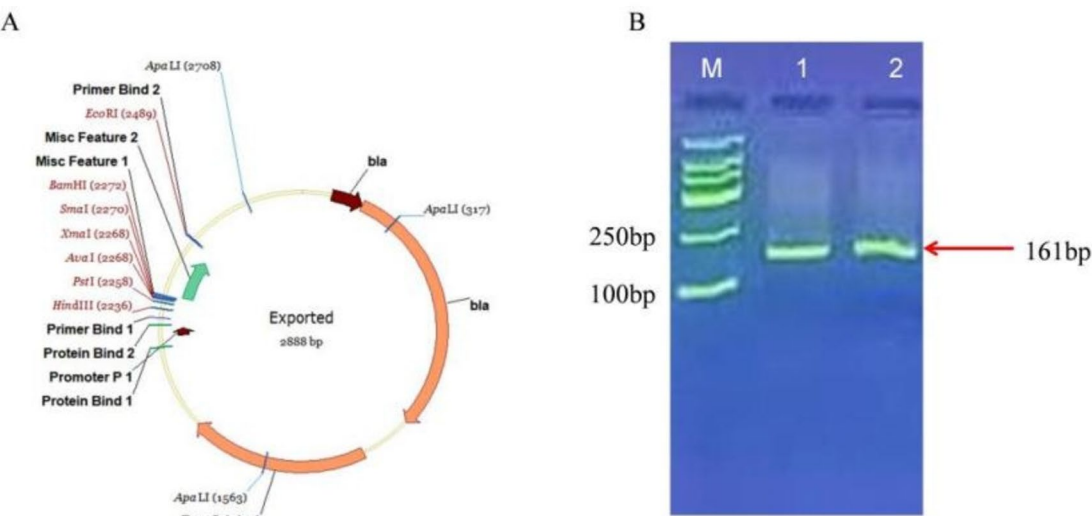 A
ApaLI (2708)
Primer Bind 2
EcoRI (2489)
Misc Feature 2
Misc Feature 1
BamHI (2272)
SmaI (2270)
XmaI (2268)
AvaI (2268)
PstI (2258)
HindIII (2236)
Primer Bind 1
Protein Bind 2
Promoter P 1
Protein Bind 1
bla
ApaLI (317)
bla
Exported
2888 bp
ApaLI (1563)
B
M 1 2
250bp
161bp
100bp